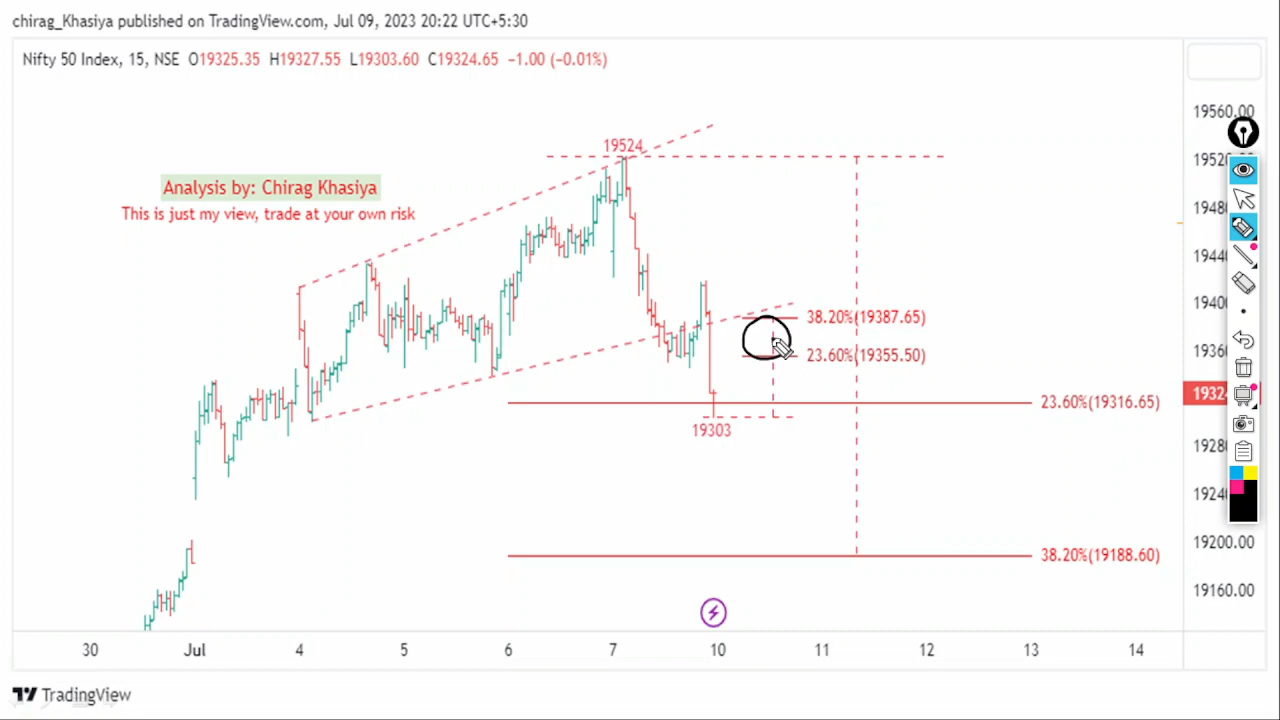 chirag_Khasiya published on TradingView.com, Jul 09, 2023 20:22 UTC+5:30
Nifty 50 Index, 15, NSE O19325.35 H19327.55 L19303.60 C19324.65 −1.00 (−0.01%)
19560.00
19524
Analysis by: Chirag Khasiya
This is just my view, trade at your own risk
38.20%(19387.65)
23.60%(19355.50)
23.60%(19316.65)
19303
19200.00
38.20%(19188.60)
19160.00
30 Jul 4 5 6 7 10 11 12 13 14
TradingView